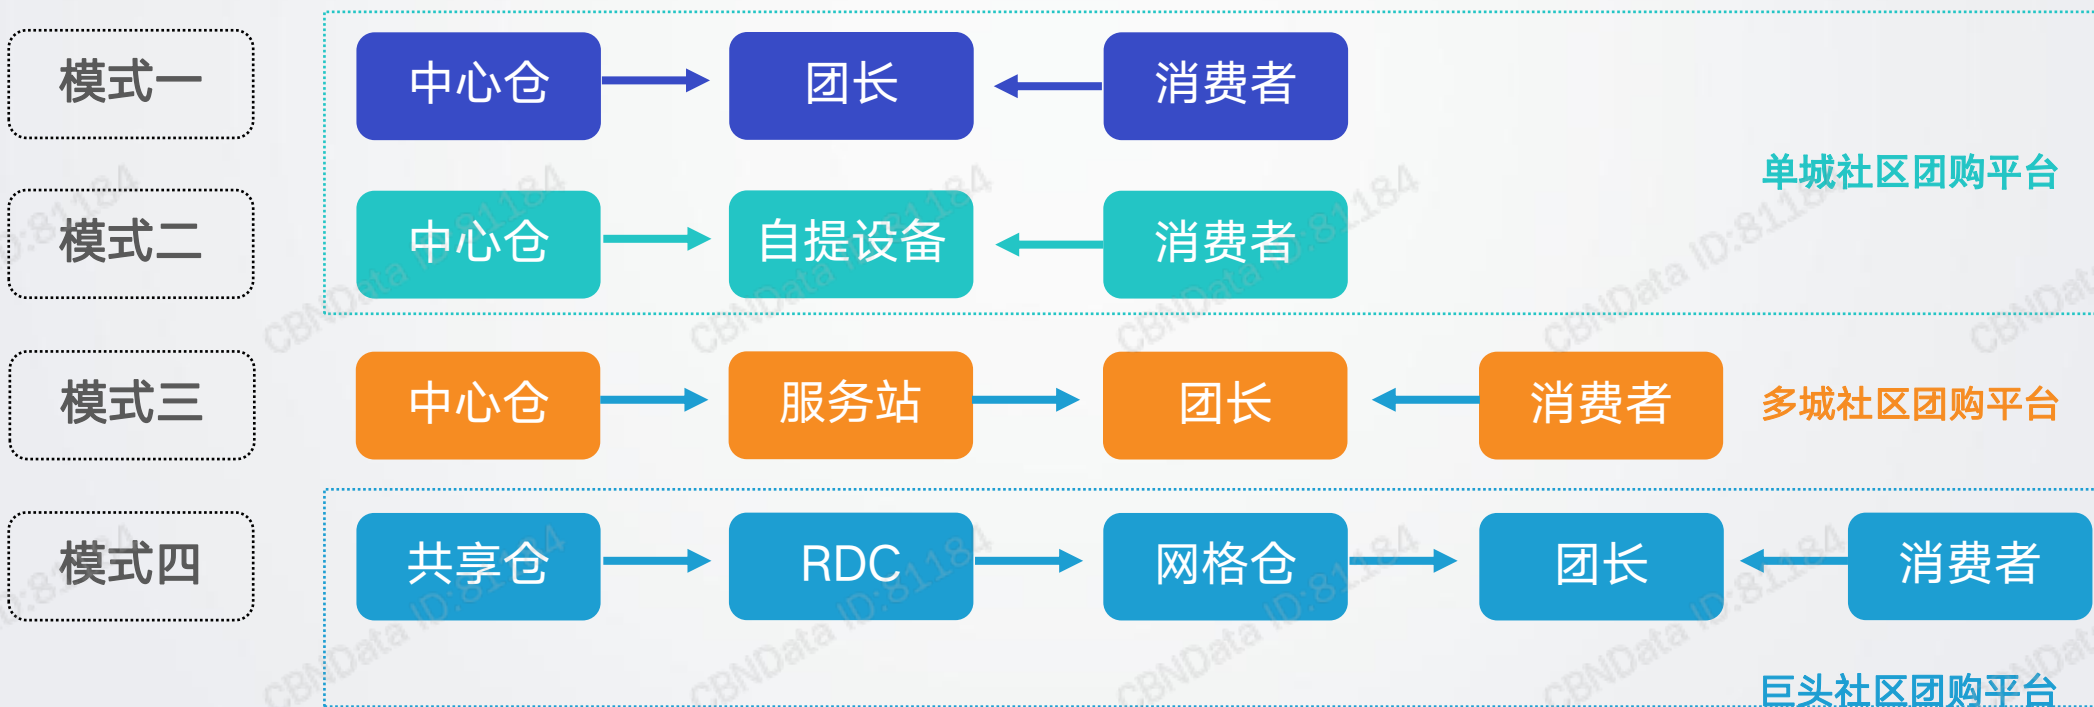 模式一 中心仓 团长 消费者
单城社区团购平台
模式二 中心仓 自提设备 消费者
模式三 中心仓 服务站 团长 消费者 多城社区团购平台
模式四 共享仓 RDC 网格仓 团长 消费者
巨头社区团购平台
CBNData ID:81184